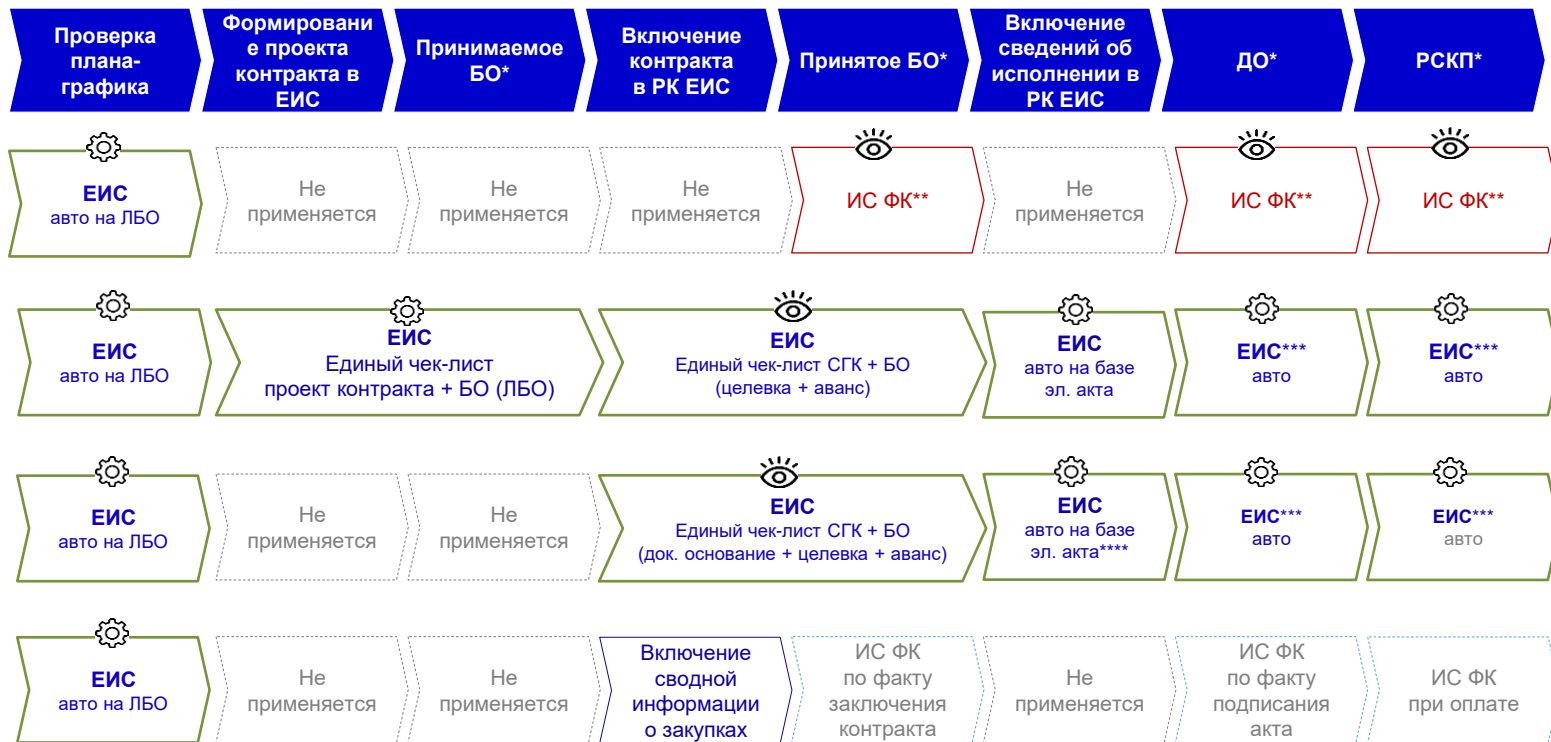 Проверка
плана-
графика
Формировани
е проекта
контракта в
ЕИС
Принимаемое
БО*
Включение
контракта
в РК ЕИС
Принятое БО*
Включение
сведений об
исполнении в
РК ЕИС
ДО*
РСКП*
ЕИС
авто на ЛБО
Не
применяется
Не
применяется
Не
применяется
ИС ФК**
Не
применяется
ИС ФК**
ИС ФК**
ЕИС
авто на ЛБО
ЕИС
Единый чек-лист
проект контракта + БО (ЛБО)
ЕИС
Единый чек-лист СГК + БО
(целевка + аванс)
ЕИС
авто на базе
эл. акта
ЕИС***
авто
ЕИС***
авто
ЕИС
авто на ЛБО
Не
применяется
Не
применяется
ЕИС
Единый чек-лист СГК + БО
(док. основание + целевка + аванс)
ЕИС
авто на базе
эл. акта****
ЕИС***
авто
ЕИС***
авто
ЕИС
авто на ЛБО
Не
применяется
Не
применяется
Включение
сводной
информации
о закупках
ИС ФК
по факту
заключения
контракта
Не
применяется
ИС ФК
по факту
подписания
акта
ИС ФК
при оплате